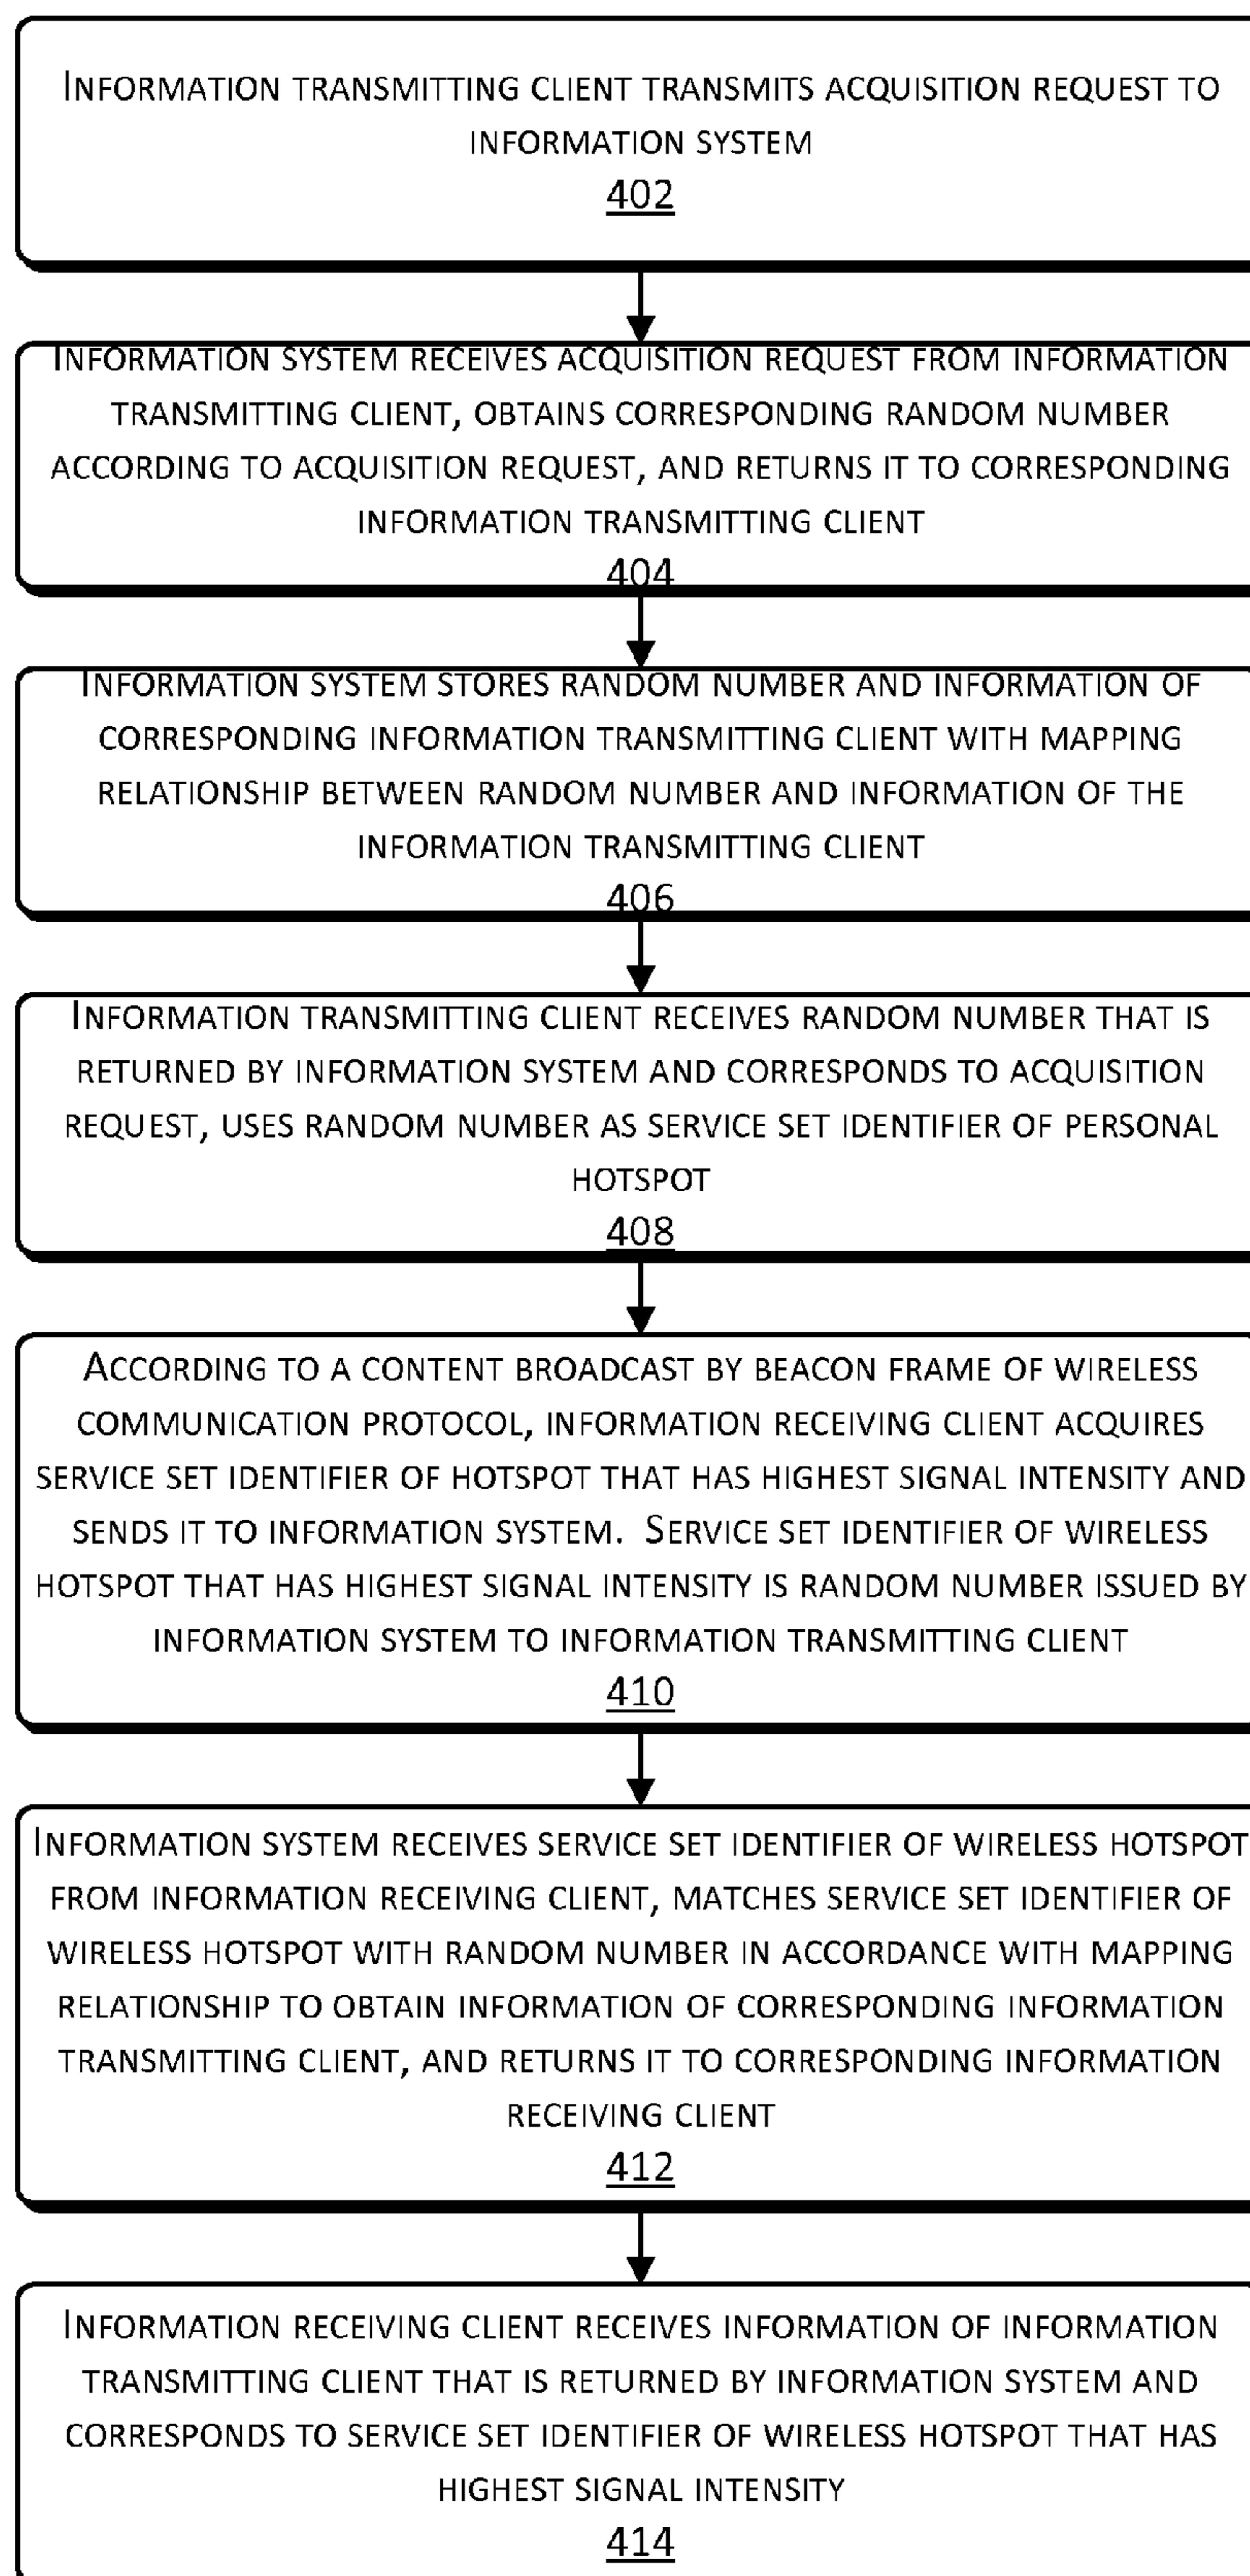 INFORMATION TRANSMITTING CLIENT TRANSMITS ACQUISITION REQUEST TO
INFORMATION SYSTEM
402
INFORMATION SYSTEM RECEIVES ACQUISITION REQUEST FROM INFORMATION
TRANSMITTING CLIENT, OBTAINS CORRESPONDING RANDOM NUMBER
ACCORDING TO ACQUISITION REQUEST, AND RETURNS IT TO CORRESPONDING
INFORMATION TRANSMITTING CLIENT
404
INFORMATION SYSTEM STORES RANDOM NUMBER AND INFORMATION OF
CORRESPONDING INFORMATION TRANSMITTING CLIENT WITH MAPPING
RELATIONSHIP BETWEEN RANDOM NUMBER AND INFORMATION OF THE
INFORMATION TRANSMITTING CLIENT
406
INFORMATION TRANSMITTING CLIENT RECEIVES RANDOM NUMBER THAT IS
RETURNED BY INFORMATION SYSTEM AND CORRESPONDS TO ACQUISITION
REQUEST, USES RANDOM NUMBER AS SERVICE SET IDENTIFIER OF PERSONAL
HOTSPOT
408
ACCORDING TO A CONTENT BROADCAST BY BEACON FRAME OF WIRELESS
COMMUNICATION PROTOCOL, INFORMATION RECEIVING CLIENT ACQUIRES
SERVICE SET IDENTIFIER OF HOTSPOT THAT HAS HIGHEST SIGNAL INTENSITY AND
SENDS IT TO INFORMATION SYSTEM. SERVICE SET IDENTIFIER OF WIRELESS
HOTSPOT THAT HAS HIGHEST SIGNAL INTENSITY IS RANDOM NUMBER ISSUED BY
INFORMATION SYSTEM TO INFORMATION TRANSMITTING CLIENT
410
INFORMATION SYSTEM RECEIVES SERVICE SET IDENTIFIER OF WIRELESS HOTSPOT
FROM INFORMATION RECEIVING CLIENT, MATCHES SERVICE SET IDENTIFIER OF
WIRELESS HOTSPOT WITH RANDOM NUMBER IN ACCORDANCE WITH MAPPING
RELATIONSHIP TO OBTAIN INFORMATION OF CORRESPONDING INFORMATION
TRANSMITTING CLIENT, AND RETURNS IT TO CORRESPONDING INFORMATION
RECEIVING CLIENT
412
INFORMATION RECEIVING CLIENT RECEIVES INFORMATION OF INFORMATION
TRANSMITTING CLIENT THAT IS RETURNED BY INFORMATION SYSTEM AND
CORRESPONDS TO SERVICE SET IDENTIFIER OF WIRELESS HOTSPOT THAT HAS
HIGHEST SIGNAL INTENSITY
414